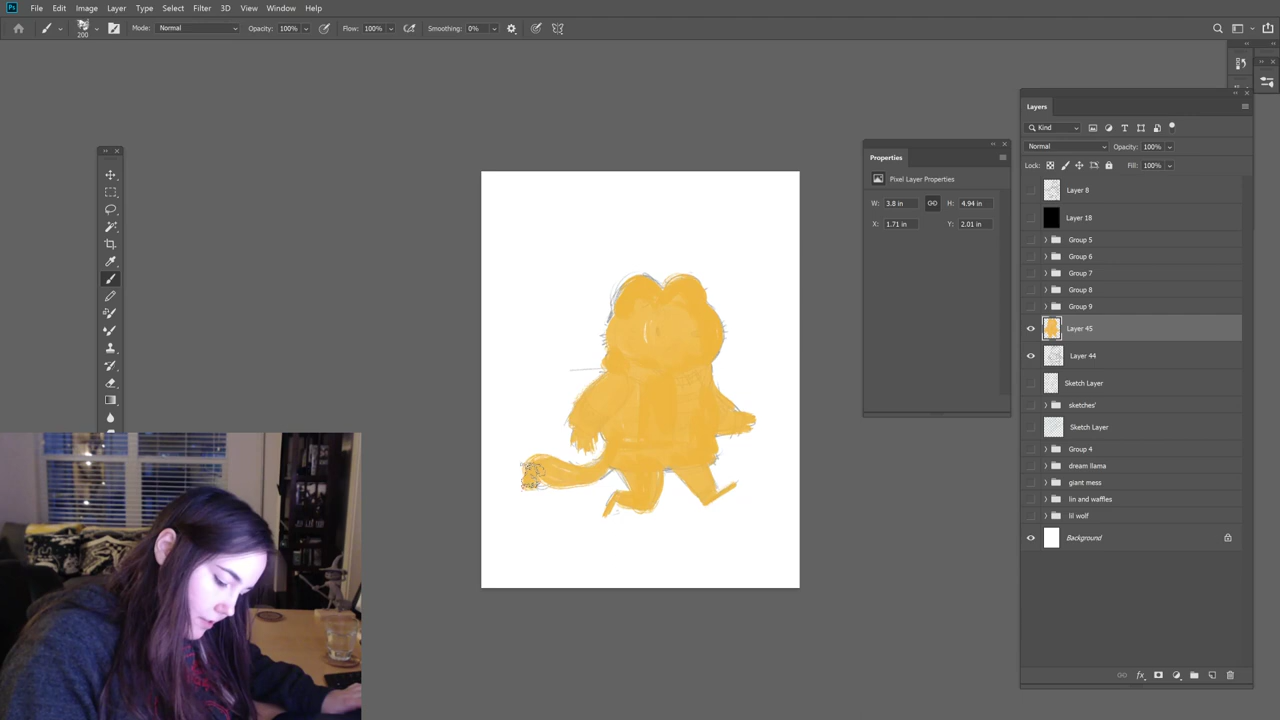 Ps File Edit Image Layer Type Select Filter 3D View Window Help
200 Mode: Normal Opacity: 100% Flow: 100% Smoothing: 0%
Layers
Kind
Normal Opacity: 100%
Lock: Fill: 100%
Layer 8
Layer 18
Group 5
Group 6
Group 7
Group 8
Group 9
Layer 45
Layer 44
Sketch Layer
sketches'
Sketch Layer
Group 4
dream llama
giant mess
lin and waffles
lil wolf
Background
fx
Properties
Pixel Layer Properties
W: 3.8 in H: 4.94 in
X: 1.71 in Y: 2.01 in